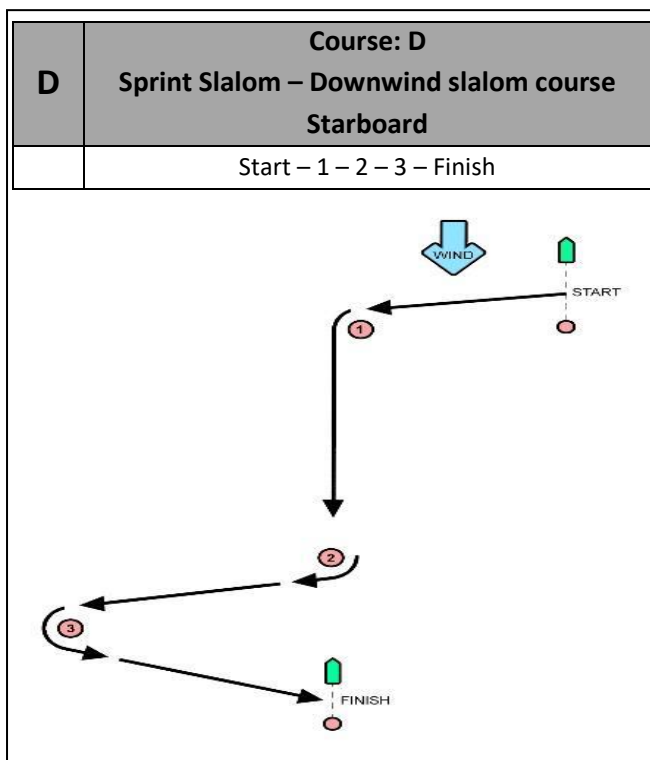 D
Course: D
Sprint Slalom – Downwind slalom course
Starboard
Start – 1 – 2 – 3 – Finish
WIND
START
1
2
3
FINISH